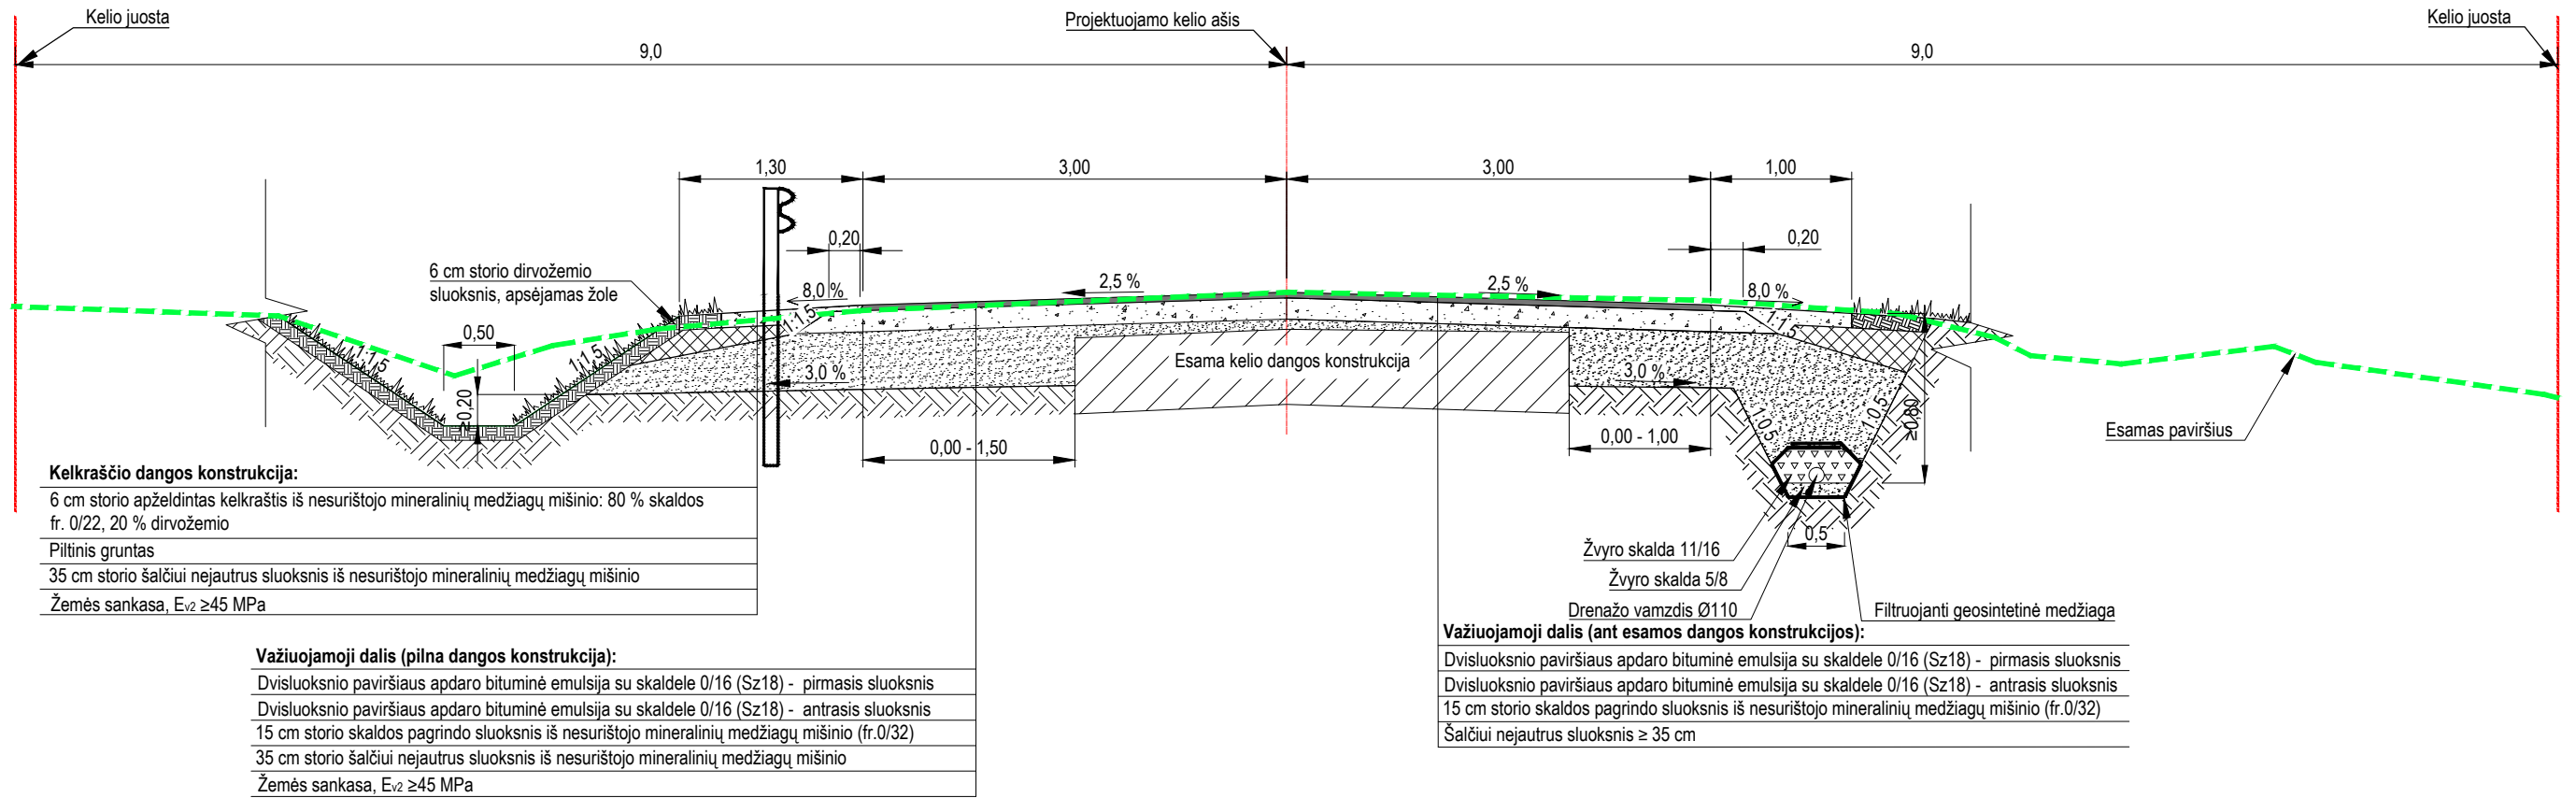 Kelio juosta
Projektuojamo kelio ašis
Kelio juosta
9,0
9,0
1,30
3,00
3,00
1,00
0,20
0,20
6 cm storio dirvožemio
sluoksnis, apsėjamas žole
8,0 %
2,5 %
2,5 %
8,0 %
0,50
1:1,5
1:1,5
1:1,5
1:1,5
Esama kelio dangos konstrukcija
3,0 %
3,0 %
≥0,20
1:0,5
1:0,5
≥0,80
0,00 - 1,50
0,00 - 1,00
Esamas paviršius
0,5
Žvyro skalda 11/16
Žvyro skalda 5/8
Drenažo vamzdis Ø110
Filtruojanti geosintetinė medžiaga
Kelkraščio dangos konstrukcija:
6 cm storio apželdintas kelkraštis iš nesurištojo mineralinių medžiagų mišinio: 80 % skaldos
fr. 0/22, 20 % dirvožemio
Piltinis gruntas
35 cm storio šalčiui nejautrus sluoksnis iš nesurištojo mineralinių medžiagų mišinio
Žemės sankasa, Ev2 ≥45 MPa
Važiuojamoji dalis (pilna dangos konstrukcija):
Dvisluoksnio paviršiaus apdaro bituminė emulsija su skaldele 0/16 (Sz18) - pirmasis sluoksnis
Dvisluoksnio paviršiaus apdaro bituminė emulsija su skaldele 0/16 (Sz18) - antrasis sluoksnis
15 cm storio skaldos pagrindo sluoksnis iš nesurištojo mineralinių medžiagų mišinio (fr.0/32)
35 cm storio šalčiui nejautrus sluoksnis iš nesurištojo mineralinių medžiagų mišinio
Žemės sankasa, Ev2 ≥45 MPa
Važiuojamoji dalis (ant esamos dangos konstrukcijos):
Dvisluoksnio paviršiaus apdaro bituminė emulsija su skaldele 0/16 (Sz18) - pirmasis sluoksnis
Dvisluoksnio paviršiaus apdaro bituminė emulsija su skaldele 0/16 (Sz18) - antrasis sluoksnis
15 cm storio skaldos pagrindo sluoksnis iš nesurištojo mineralinių medžiagų mišinio (fr.0/32)
Šalčiui nejautrus sluoksnis ≥ 35 cm